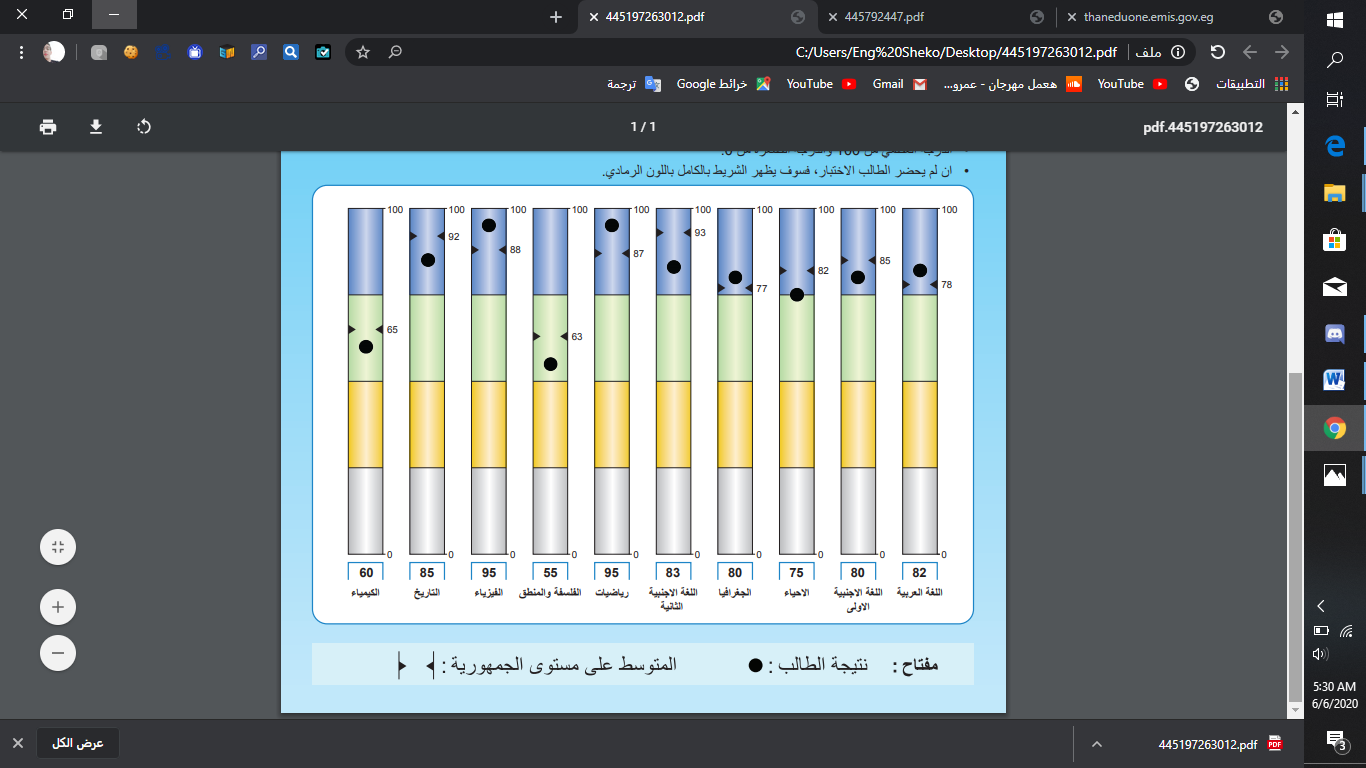 445197263012.pdf
445792447.pdf
thaneduone.emis.gov.eg
C:/Users/Eng%20Sheko/Desktop/445197263012.pdf
ملف
التطبيقات
YouTube
هعمل مهرجان - عمرو...
Gmail
YouTube
خرائط Google
ترجمة
1 / 1
pdf.445197263012
ان لم يحضر الطالب الاختبار، فسوف يظهر الشريط بالكامل باللون الرمادي.
100 100 100 100 100 100 100 100 100 100
65 92 88 63 87 93 77 82 85 78
0 0 0 0 0 0 0 0 0 0
60 85 95 55 95 83 80 75 80 82
اللغة العربية
اللغة الاجنبية الاولى
الاحياء
الجغرافيا
اللغة الاجنبية الثانية
رياضيات
الفلسفة والمنطق
الفيزياء
التاريخ
الكيمياء
مفتاح : نتيجة الطالب : المتوسط على مستوى الجمهورية :
عرض الكل
445197263012.pdf
PDF
5:30 AM
6/6/2020
3